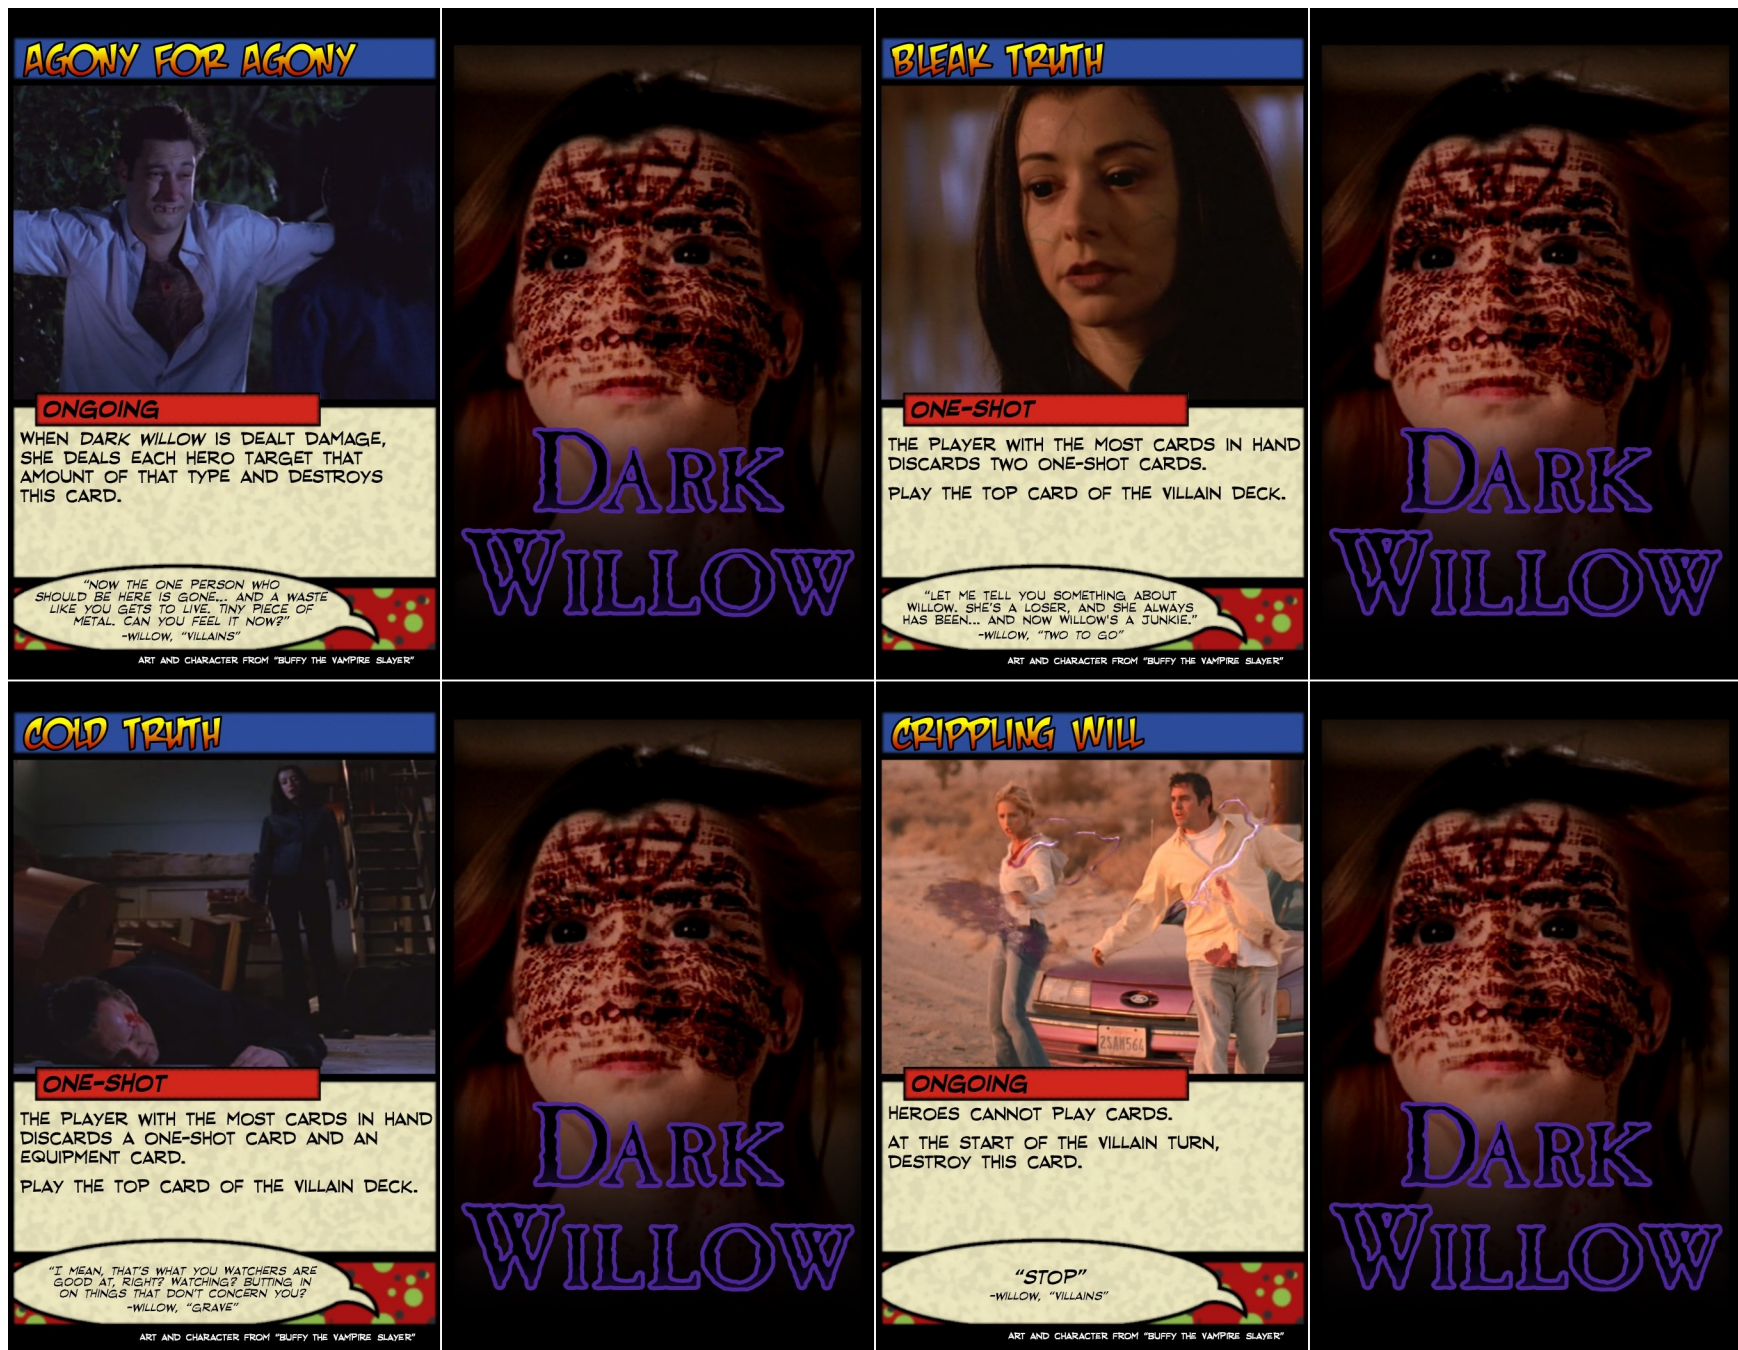 AGONY FOR AGONY
ONGOING
WHEN DARK WILLOW IS DEALT DAMAGE,
SHE DEALS EACH HERO TARGET THAT
AMOUNT OF THAT TYPE AND DESTROYS
THIS CARD.
"NOW THE ONE PERSON WHO
SHOULD BE HERE IS GONE... AND A WASTE
LIKE YOU GETS TO LIVE. TINY PIECE OF
METAL. CAN YOU FEEL IT NOW?"
-WILLOW, "VILLAINS"
ART AND CHARACTER FROM "BUFFY THE VAMPIRE SLAYER"
DARK
WILLOW
BLEAK TRUTH
ONE-SHOT
THE PLAYER WITH THE MOST CARDS IN HAND
DISCARDS TWO ONE-SHOT CARDS.
PLAY THE TOP CARD OF THE VILLAIN DECK.
"LET ME TELL YOU SOMETHING ABOUT
WILLOW. SHE'S A LOSER, AND SHE ALWAYS
HAS BEEN... AND NOW WILLOW'S A JUNKIE."
-WILLOW, "TWO TO GO"
ART AND CHARACTER FROM "BUFFY THE VAMPIRE SLAYER"
DARK
WILLOW
COLD TRUTH
ONE-SHOT
THE PLAYER WITH THE MOST CARDS IN HAND
DISCARDS A ONE-SHOT CARD AND AN
EQUIPMENT CARD.
PLAY THE TOP CARD OF THE VILLAIN DECK.
"I MEAN, THAT'S WHAT YOU WATCHERS ARE
GOOD AT, RIGHT? WATCHING? BUTTING IN
ON THINGS THAT DON'T CONCERN YOU?
-WILLOW, "GRAVE"
ART AND CHARACTER FROM "BUFFY THE VAMPIRE SLAYER"
DARK
WILLOW
CRIPPLING WILL
2SAM564
ONGOING
HEROES CANNOT PLAY CARDS.
AT THE START OF THE VILLAIN TURN,
DESTROY THIS CARD.
"STOP"
-WILLOW, "VILLAINS"
ART AND CHARACTER FROM "BUFFY THE VAMPIRE SLAYER"
DARK
WILLOW